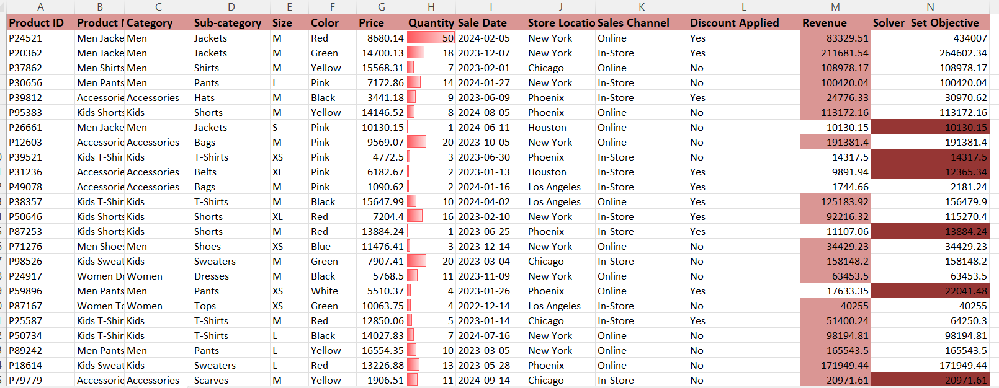 A B C D E F G H I J K L M N
Product ID Product N Category Sub-category Size Color Price Quantity Sale Date Store Locatio Sales Channel Discount Applied Revenue Solver Set Objective
P24521 Men Jacke Men Jackets M Red 8680.14 50 2024-02-05 New York Online Yes 83329.51 434007
P20362 Men Jacke Men Jackets M Green 14700.13 18 2023-12-07 New York In-Store Yes 211681.54 264602.34
P37862 Men Shirts Men Shirts M Yellow 15568.31 7 2023-02-01 Chicago Online No 108978.17 108978.17
P30656 Men Pants Men Pants L Pink 7172.86 14 2024-01-27 New York In-Store No 100420.04 100420.04
P39812 Accessorie Accessories Hats M Black 3441.18 9 2023-06-09 Phoenix In-Store Yes 24776.33 30970.62
P95383 Kids Shorts Kids Shorts M Yellow 14146.52 8 2024-08-05 Phoenix Online No 113172.16 113172.16
P26661 Men Jacke Men Jackets S Pink 10130.15 1 2024-06-11 Houston Online No 10130.15 10130.15
P12603 Accessorie Accessories Bags M Pink 9569.07 20 2023-10-05 New York Online No 191381.4 191381.4
P39521 Kids T-Shir Kids T-Shirts XS Pink 4772.5 3 2023-06-30 Phoenix In-Store No 14317.5 14317.5
P31236 Accessorie Accessories Belts XL Pink 6182.67 2 2023-01-13 Houston In-Store Yes 9891.94 12365.34
P49078 Accessorie Accessories Bags M Pink 1090.62 2 2024-01-16 Los Angeles In-Store Yes 1744.66 2181.24
P38357 Kids T-Shir Kids T-Shirts M Black 15647.99 10 2024-04-02 Los Angeles Online Yes 125183.92 156479.9
P50646 Kids Shorts Kids Shorts XL Red 7204.4 16 2023-02-10 New York In-Store Yes 92216.32 115270.4
P87253 Kids Shorts Kids Shorts M Red 13884.24 1 2023-06-25 Phoenix In-Store Yes 11107.06 13884.24
P71276 Men Shoes Men Shoes XS Blue 11476.41 3 2023-12-14 New York Online No 34429.23 34429.23
P98526 Kids Sweat Kids Sweaters M Green 7907.41 20 2023-03-04 Chicago In-Store No 158148.2 158148.2
P24917 Women Dr Women Dresses M Black 5768.5 11 2023-11-09 New York Online No 63453.5 63453.5
P59896 Men Pants Men Pants XS White 5510.37 4 2023-01-26 Phoenix Online Yes 17633.35 22041.48
P87167 Women To Women Tops XS Green 10063.75 4 2022-12-14 Los Angeles In-Store No 40255 40255
P25587 Kids T-Shir Kids T-Shirts M Red 12850.06 5 2023-01-14 Chicago In-Store Yes 51400.24 64250.3
P50734 Kids T-Shir Kids T-Shirts L Black 14027.83 7 2024-07-16 New York Online No 98194.81 98194.81
P89242 Men Pants Men Pants L Yellow 16554.35 10 2023-03-05 New York Online No 165543.5 165543.5
P18614 Kids Sweat Kids Sweaters L Red 13226.88 13 2023-05-28 Phoenix Online No 171949.44 171949.44
P79779 Accessorie Accessories Scarves M Yellow 1906.51 11 2024-09-14 Chicago In-Store No 20971.61 20971.61